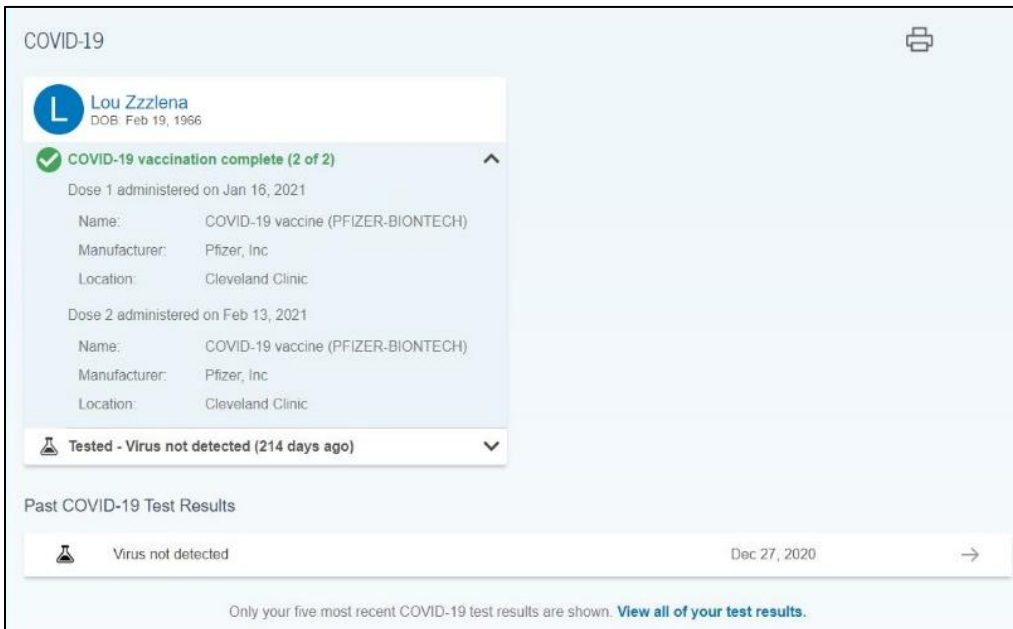 COVID-19
L
Lou Zzzlena
DOB: Feb 19, 1966
COVID-19 vaccination complete (2 of 2)
Dose 1 administered on Jan 16, 2021
Name: COVID-19 vaccine (PFIZER-BIONTECH)
Manufacturer: Pfizer, Inc
Location: Cleveland Clinic
Dose 2 administered on Feb 13, 2021
Name: COVID-19 vaccine (PFIZER-BIONTECH)
Manufacturer: Pfizer, Inc
Location: Cleveland Clinic
Tested - Virus not detected (214 days ago)
Past COVID-19 Test Results
Virus not detected Dec 27, 2020
Only your five most recent COVID-19 test results are shown. View all of your test results.